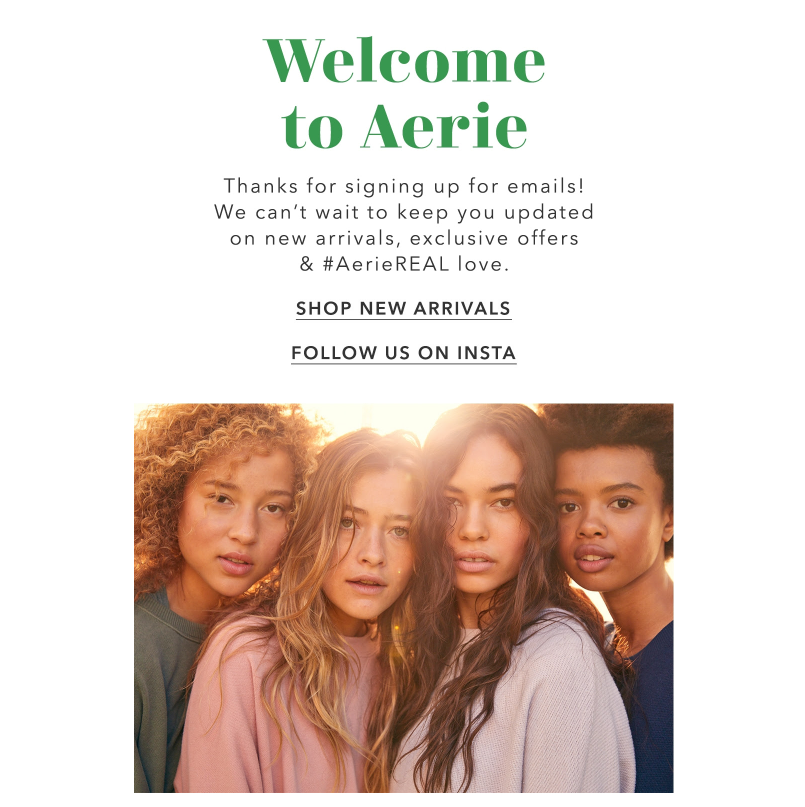 Welcome
to Aerie
Thanks for signing up for emails!
We can’t wait to keep you updated
on new arrivals, exclusive offers
& #AerieREAL love.
SHOP NEW ARRIVALS
FOLLOW US ON INSTA